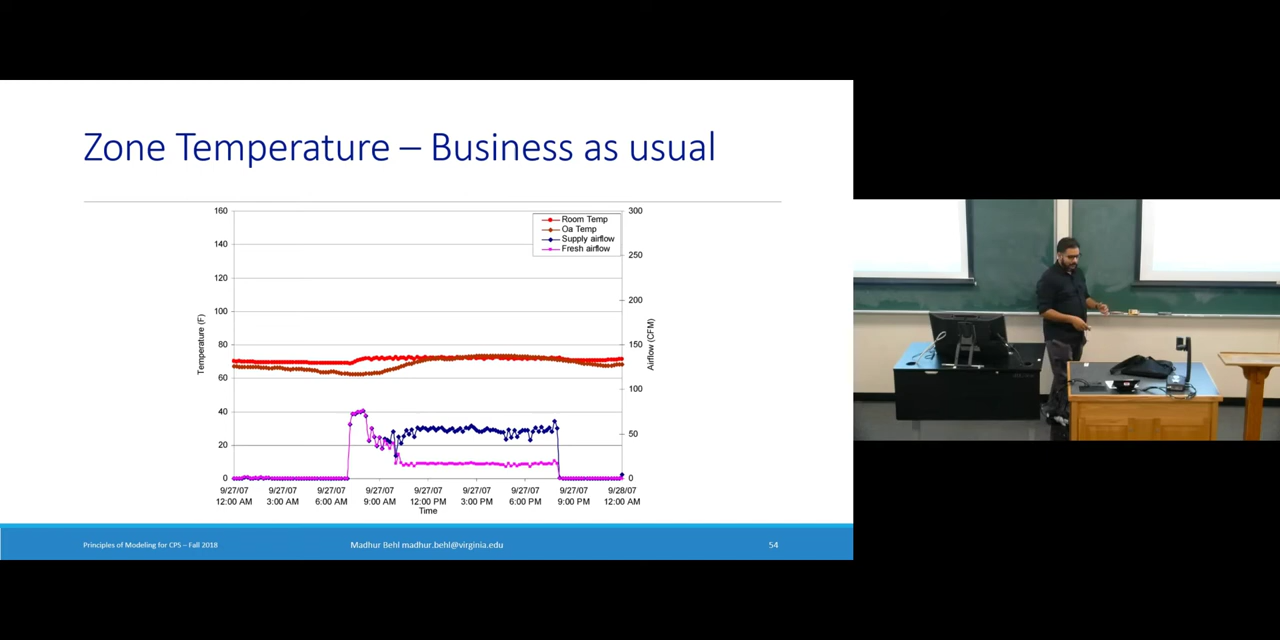 Zone Temperature – Business as usual
160
140
120
100
80
60
40
20
0
Temperature (F)
Room Temp
Oa Temp
Supply airflow
Fresh airflow
300
250
200
150
100
50
0
Airflow (CFM)
9/27/07 9/27/07 9/27/07 9/27/07 9/27/07 9/27/07 9/27/07 9/27/07 9/28/07
12:00 AM 3:00 AM 6:00 AM 9:00 AM 12:00 PM 3:00 PM 6:00 PM 9:00 PM 12:00 AM
Time
Principles of Modeling for CPS – Fall 2018 Madhur Behl madhur.behl@virginia.edu 54